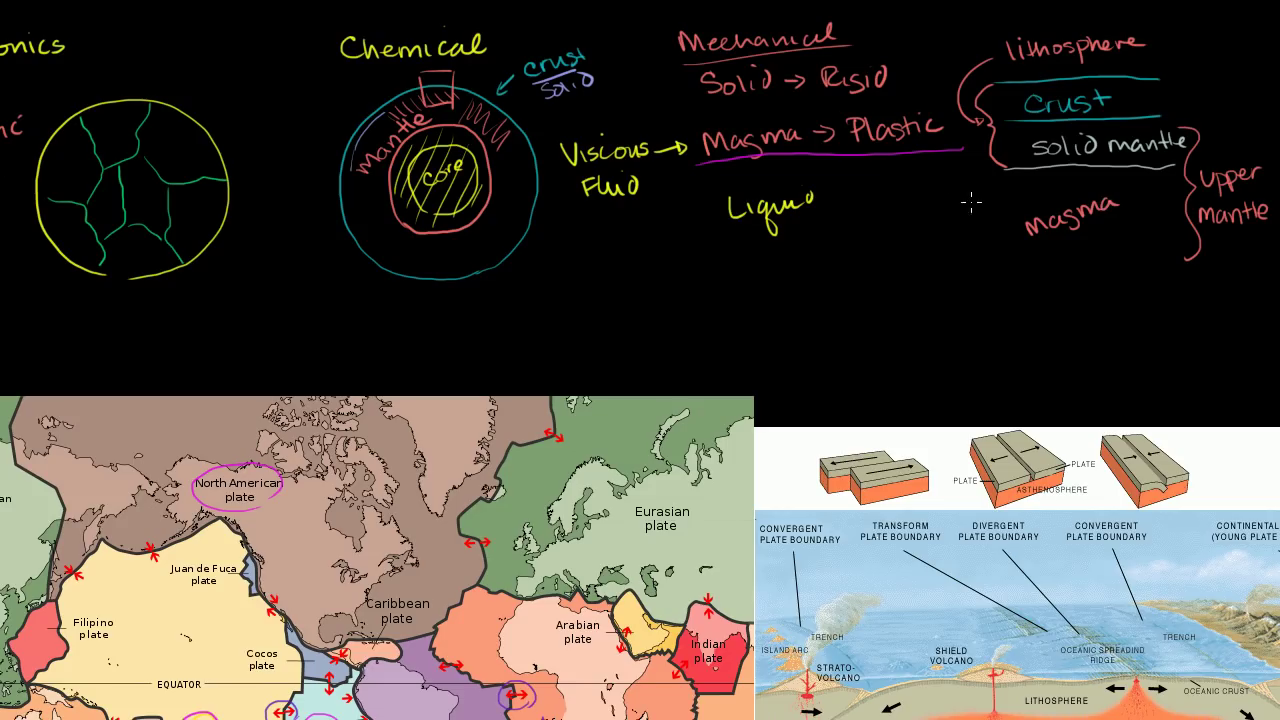 onics
Chemical
crust
solid
mantle
core
Mechanical
Solid → Rigid
Magma → Plastic
Viscous
Fluid
Liquid
lithosphere
crust
solid mantle
magma
upper
mantle
North American
plate
Juan de Fuca
plate
Filipino
plate
Caribbean
plate
Cocos
plate
EQUATOR
Eurasian
plate
Arabian
plate
Indian
plate
PLATE
PLATE
ASTHENOSPHERE
CONVERGENT
PLATE BOUNDARY
TRANSFORM
PLATE BOUNDARY
DIVERGENT
PLATE BOUNDARY
CONVERGENT
PLATE BOUNDARY
CONTINENTAL
(YOUNG PLATE
TRENCH
ISLAND ARC
STRATO-
VOLCANO
SHIELD
VOLCANO
OCEANIC SPREADING
RIDGE
TRENCH
LITHOSPHERE
OCEANIC CRUST